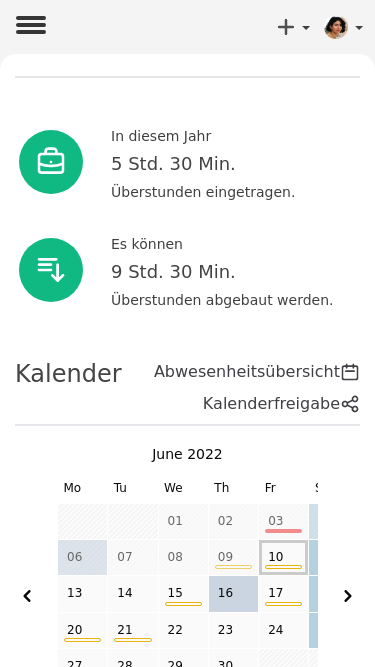 In diesem Jahr
5 Std. 30 Min.
Überstunden eingetragen.
Es können
9 Std. 30 Min.
Überstunden abgebaut werden.
Kalender
Abwesenheitsübersicht
Kalenderfreigabe
June 2022
Mo Tu We Th Fr
01 02 03
06 07 08 09 10
13 14 15 16 17
20 21 22 23 24
27 28 29 30